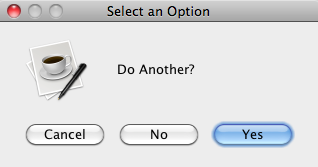 Select an Option
Do Another?
Cancel
No
Yes